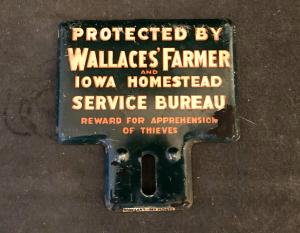 PROTECTED BY
WALLACES' FARMER
AND
IOWA HOMESTEAD
SERVICE BUREAU
REWARD FOR APPREHENSION
OF THIEVES